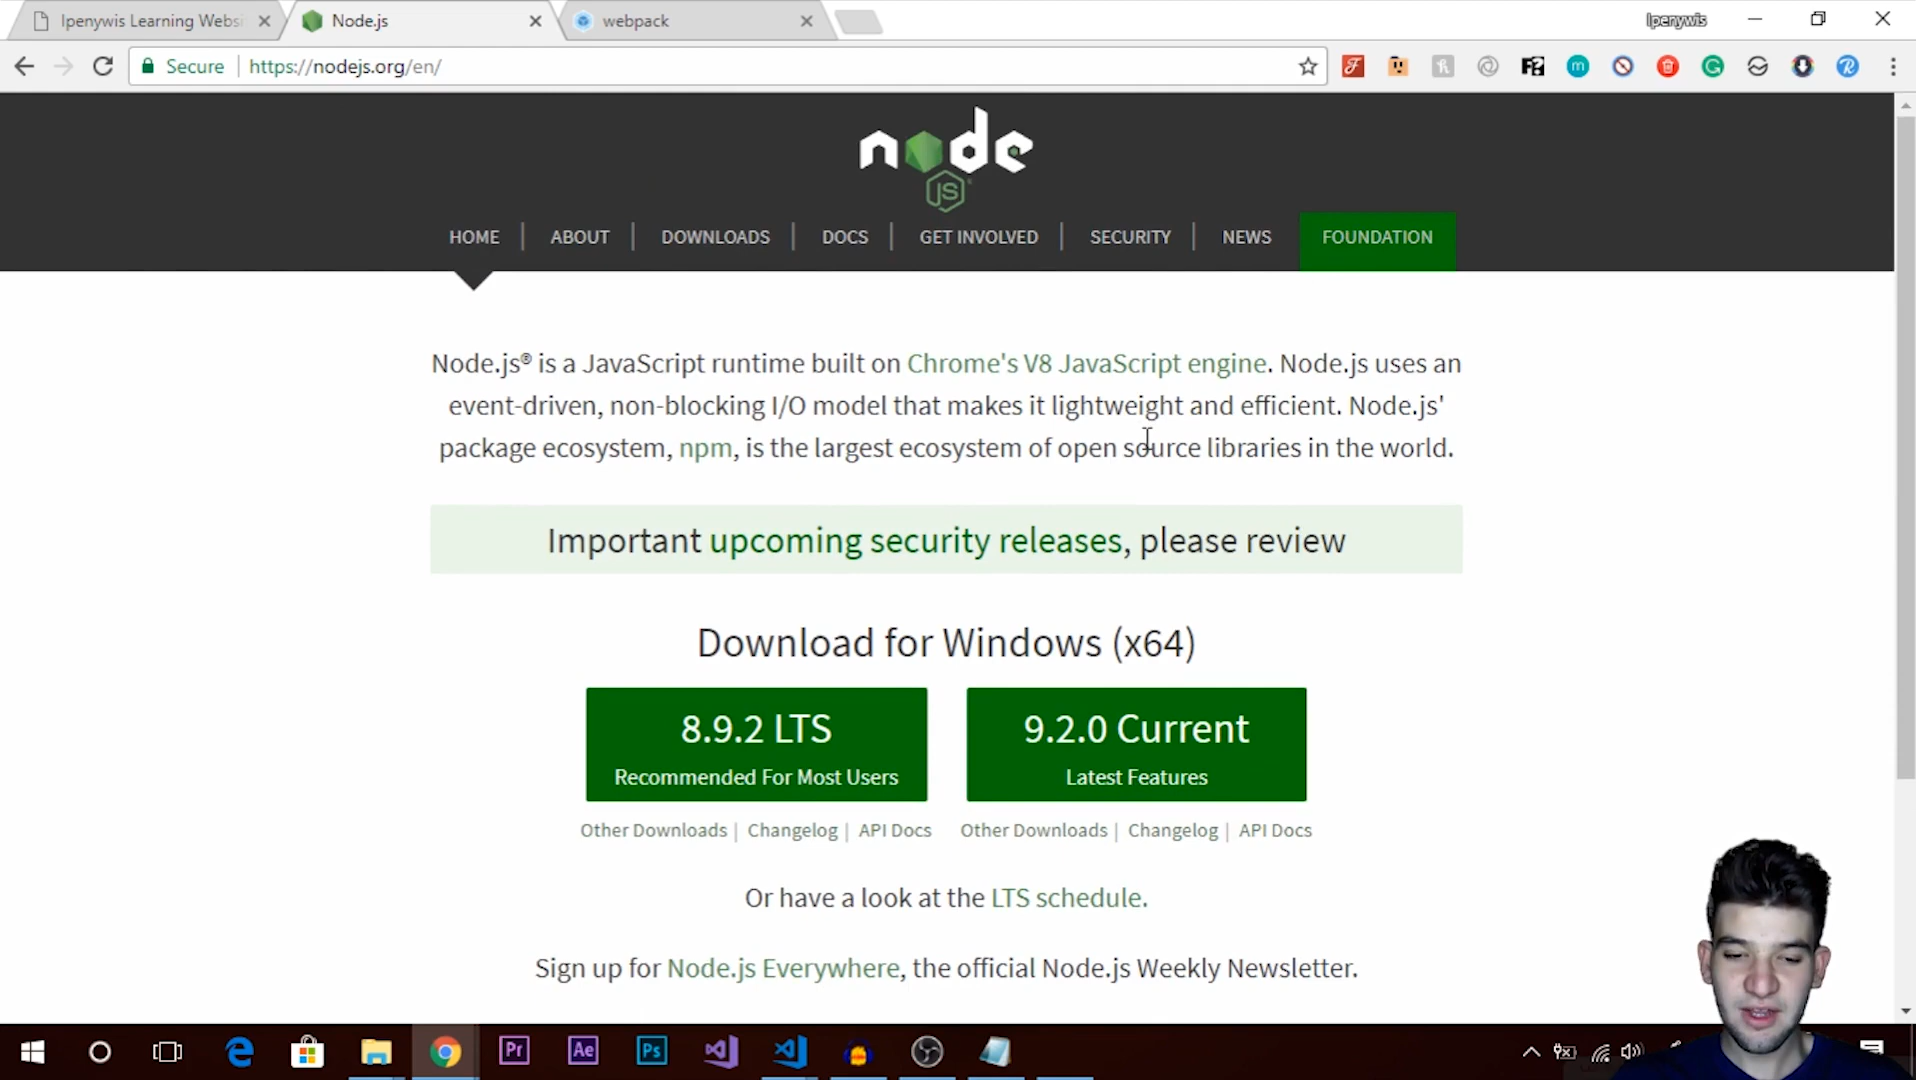 Ipenywis Learning Websi
Node.js
webpack
Ipenywis
Secure
https://nodejs.org/en/
node
JS
HOME
ABOUT
DOWNLOADS
DOCS
GET INVOLVED
SECURITY
NEWS
FOUNDATION
Node.js® is a JavaScript runtime built on Chrome's V8 JavaScript engine. Node.js uses an
event-driven, non-blocking I/O model that makes it lightweight and efficient. Node.js'
package ecosystem, npm, is the largest ecosystem of open source libraries in the world.
Important upcoming security releases, please review
Download for Windows (x64)
8.9.2 LTS
Recommended For Most Users
9.2.0 Current
Latest Features
Other Downloads | Changelog | API Docs
Other Downloads | Changelog | API Docs
Or have a look at the LTS schedule.
Sign up for Node.js Everywhere, the official Node.js Weekly Newsletter.
Pr
Ae
Ps